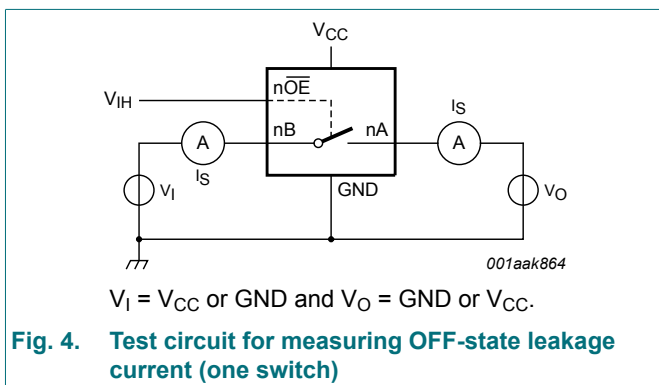 VCC
nOE
VIH
IS
nB
nA
A
A
IS
VI
GND
VO
001aak864
VI = VCC or GND and VO = GND or VCC.
Fig. 4. Test circuit for measuring OFF-state leakage
current (one switch)